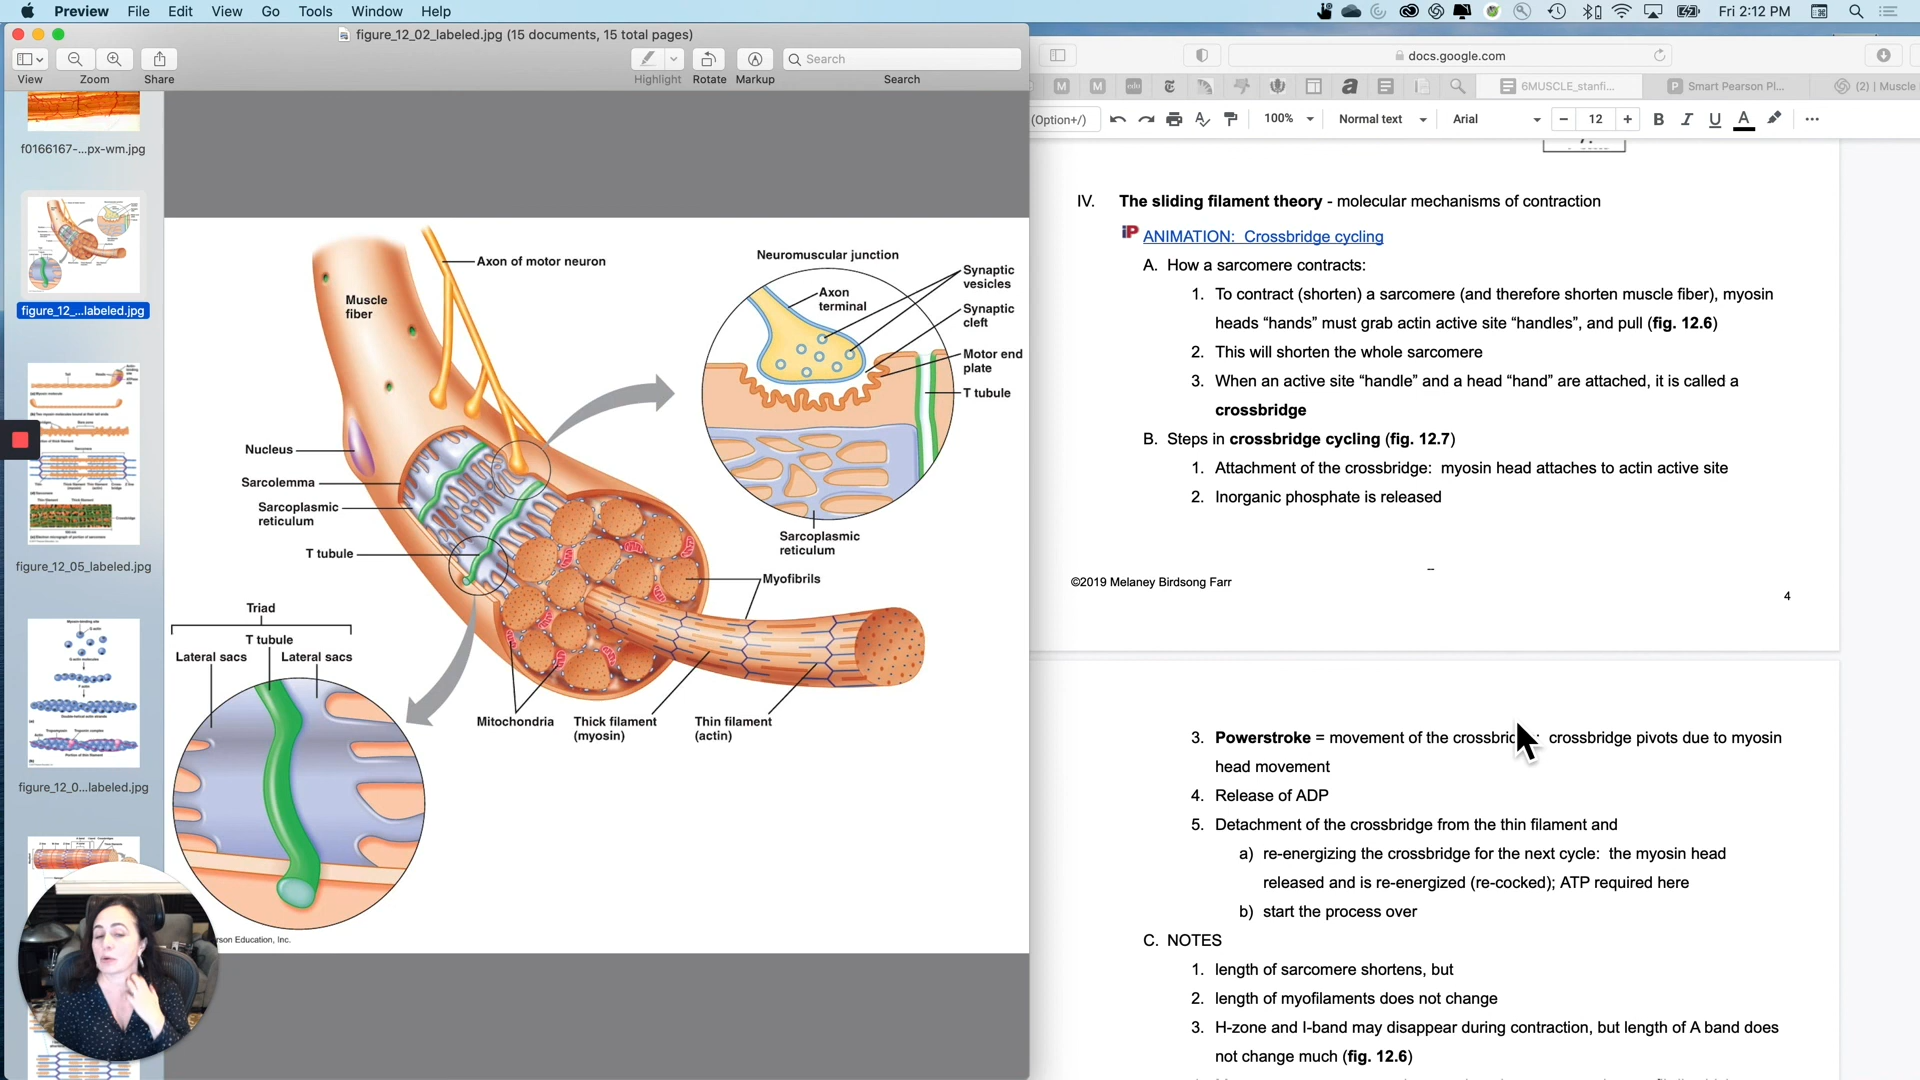 Preview File Edit View Go Tools Window Help
Fri 2:12 PM
figure_12_02_labeled.jpg (15 documents, 15 total pages)
View
Zoom
Share
Highlight
Rotate
Markup
Search
Search
f0166167-...px-wm.jpg
figure_12_...labeled.jpg
figure_12_05_labeled.jpg
figure_12_0...labeled.jpg
Axon of motor neuron
Muscle
fiber
Nucleus
Sarcolemma
Sarcoplasmic
reticulum
T tubule
Neuromuscular junction
Synaptic
vesicles
Axon
terminal
Synaptic
cleft
Motor end
plate
T tubule
Sarcoplasmic
reticulum
Myofibrils
Triad
T tubule
Lateral sacs
Lateral sacs
Mitochondria
Thick filament
(myosin)
Thin filament
(actin)
rson Education, Inc.
docs.google.com
6MUSCLE_stanfi...
Smart Pearson Pl...
(2) | Muscle
(Option+/)
100%
Normal text
Arial
12
IV. The sliding filament theory - molecular mechanisms of contraction
iP ANIMATION: Crossbridge cycling
A. How a sarcomere contracts:
1. To contract (shorten) a sarcomere (and therefore shorten muscle fiber), myosin
heads “hands” must grab actin active site “handles”, and pull (fig. 12.6)
2. This will shorten the whole sarcomere
3. When an active site “handle” and a head “hand” are attached, it is called a
crossbridge
B. Steps in crossbridge cycling (fig. 12.7)
1. Attachment of the crossbridge: myosin head attaches to actin active site
2. Inorganic phosphate is released
©2019 Melaney Birdsong Farr
4
3. Powerstroke = movement of the crossbri : crossbridge pivots due to myosin
head movement
4. Release of ADP
5. Detachment of the crossbridge from the thin filament and
a) re-energizing the crossbridge for the next cycle: the myosin head
released and is re-energized (re-cocked); ATP required here
b) start the process over
C. NOTES
1. length of sarcomere shortens, but
2. length of myofilaments does not change
3. H-zone and I-band may disappear during contraction, but length of A band does
not change much (fig. 12.6)